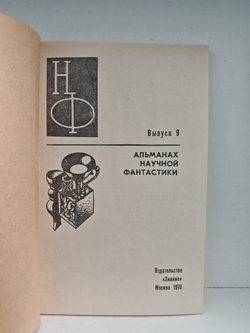 НФ
Выпуск 9
АЛЬМАНАХ
НАУЧНОЙ
ФАНТАСТИКИ
Издательство
«Знание»
Москва 1970